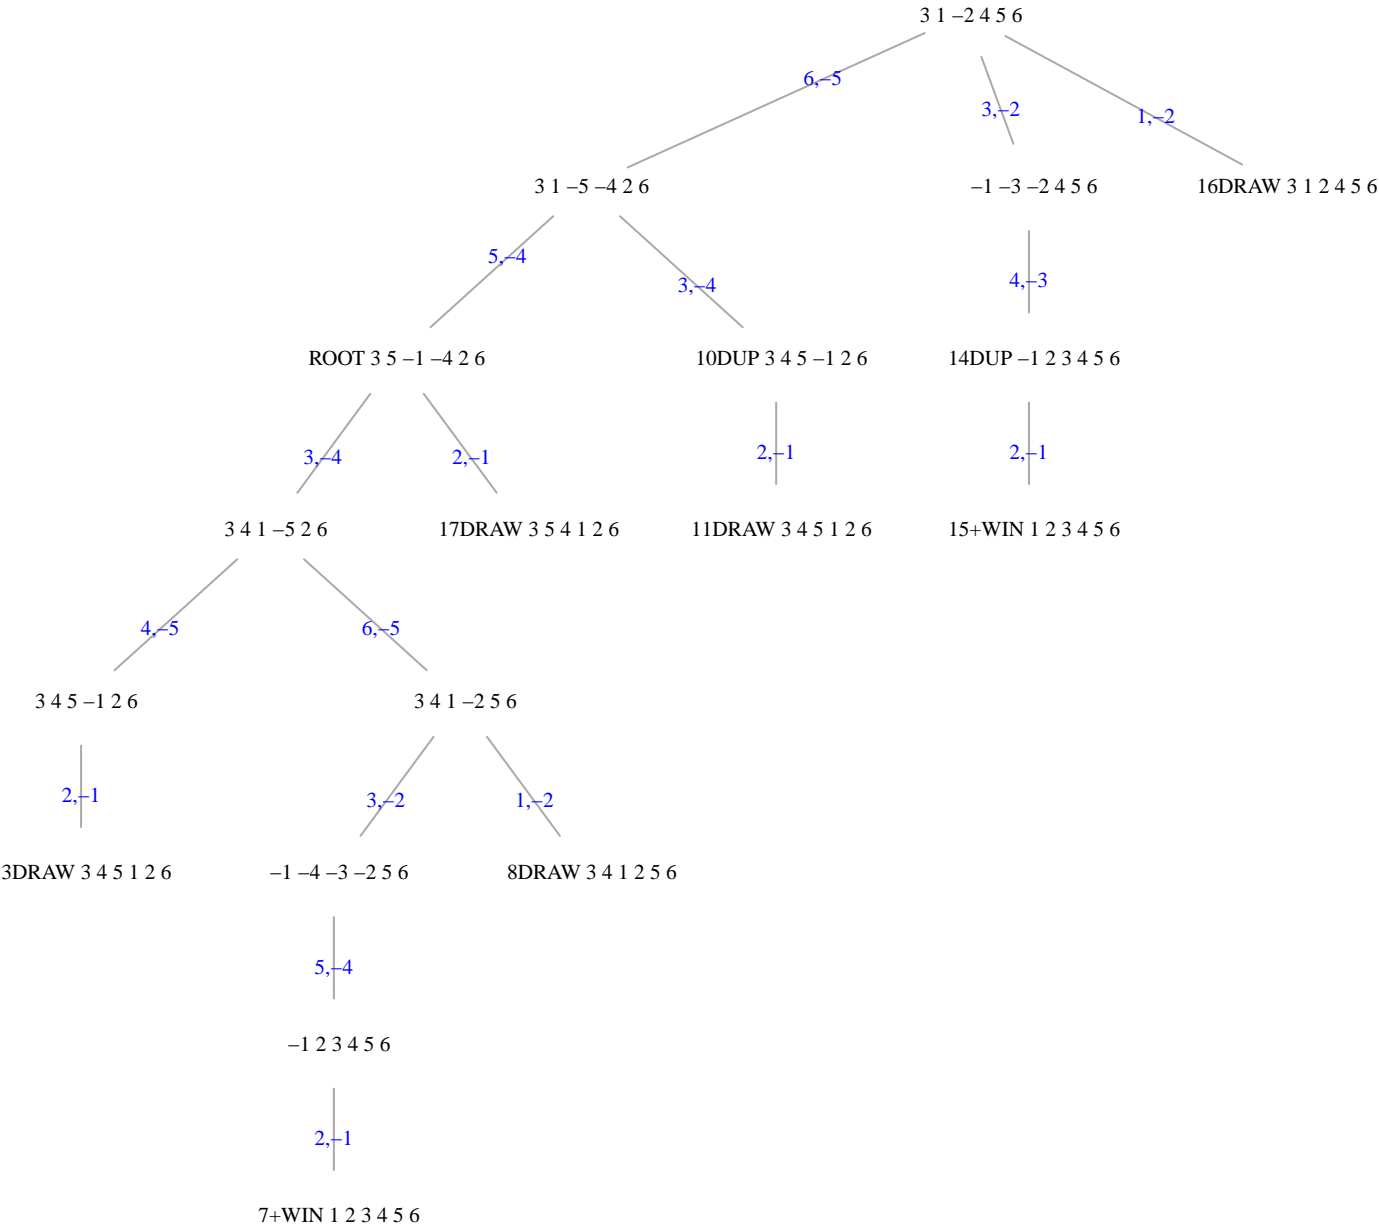 3 1 −2 4 5 6
6,−5
3,−2
1,−2
3 1 −5 −4 2 6
−1 −3 −2 4 5 6
16DRAW 3 1 2 4 5 6
5,−4
3,−4
4,−3
ROOT 3 5 −1 −4 2 6
10DUP 3 4 5 −1 2 6
14DUP −1 2 3 4 5 6
3,−4
2,−1
2,−1
2,−1
3 4 1 −5 2 6
17DRAW 3 5 4 1 2 6
11DRAW 3 4 5 1 2 6
15+WIN 1 2 3 4 5 6
4,−5
6,−5
3 4 5 −1 2 6
3 4 1 −2 5 6
2,−1
3,−2
1,−2
3DRAW 3 4 5 1 2 6
−1 −4 −3 −2 5 6
8DRAW 3 4 1 2 5 6
5,−4
−1 2 3 4 5 6
2,−1
7+WIN 1 2 3 4 5 6